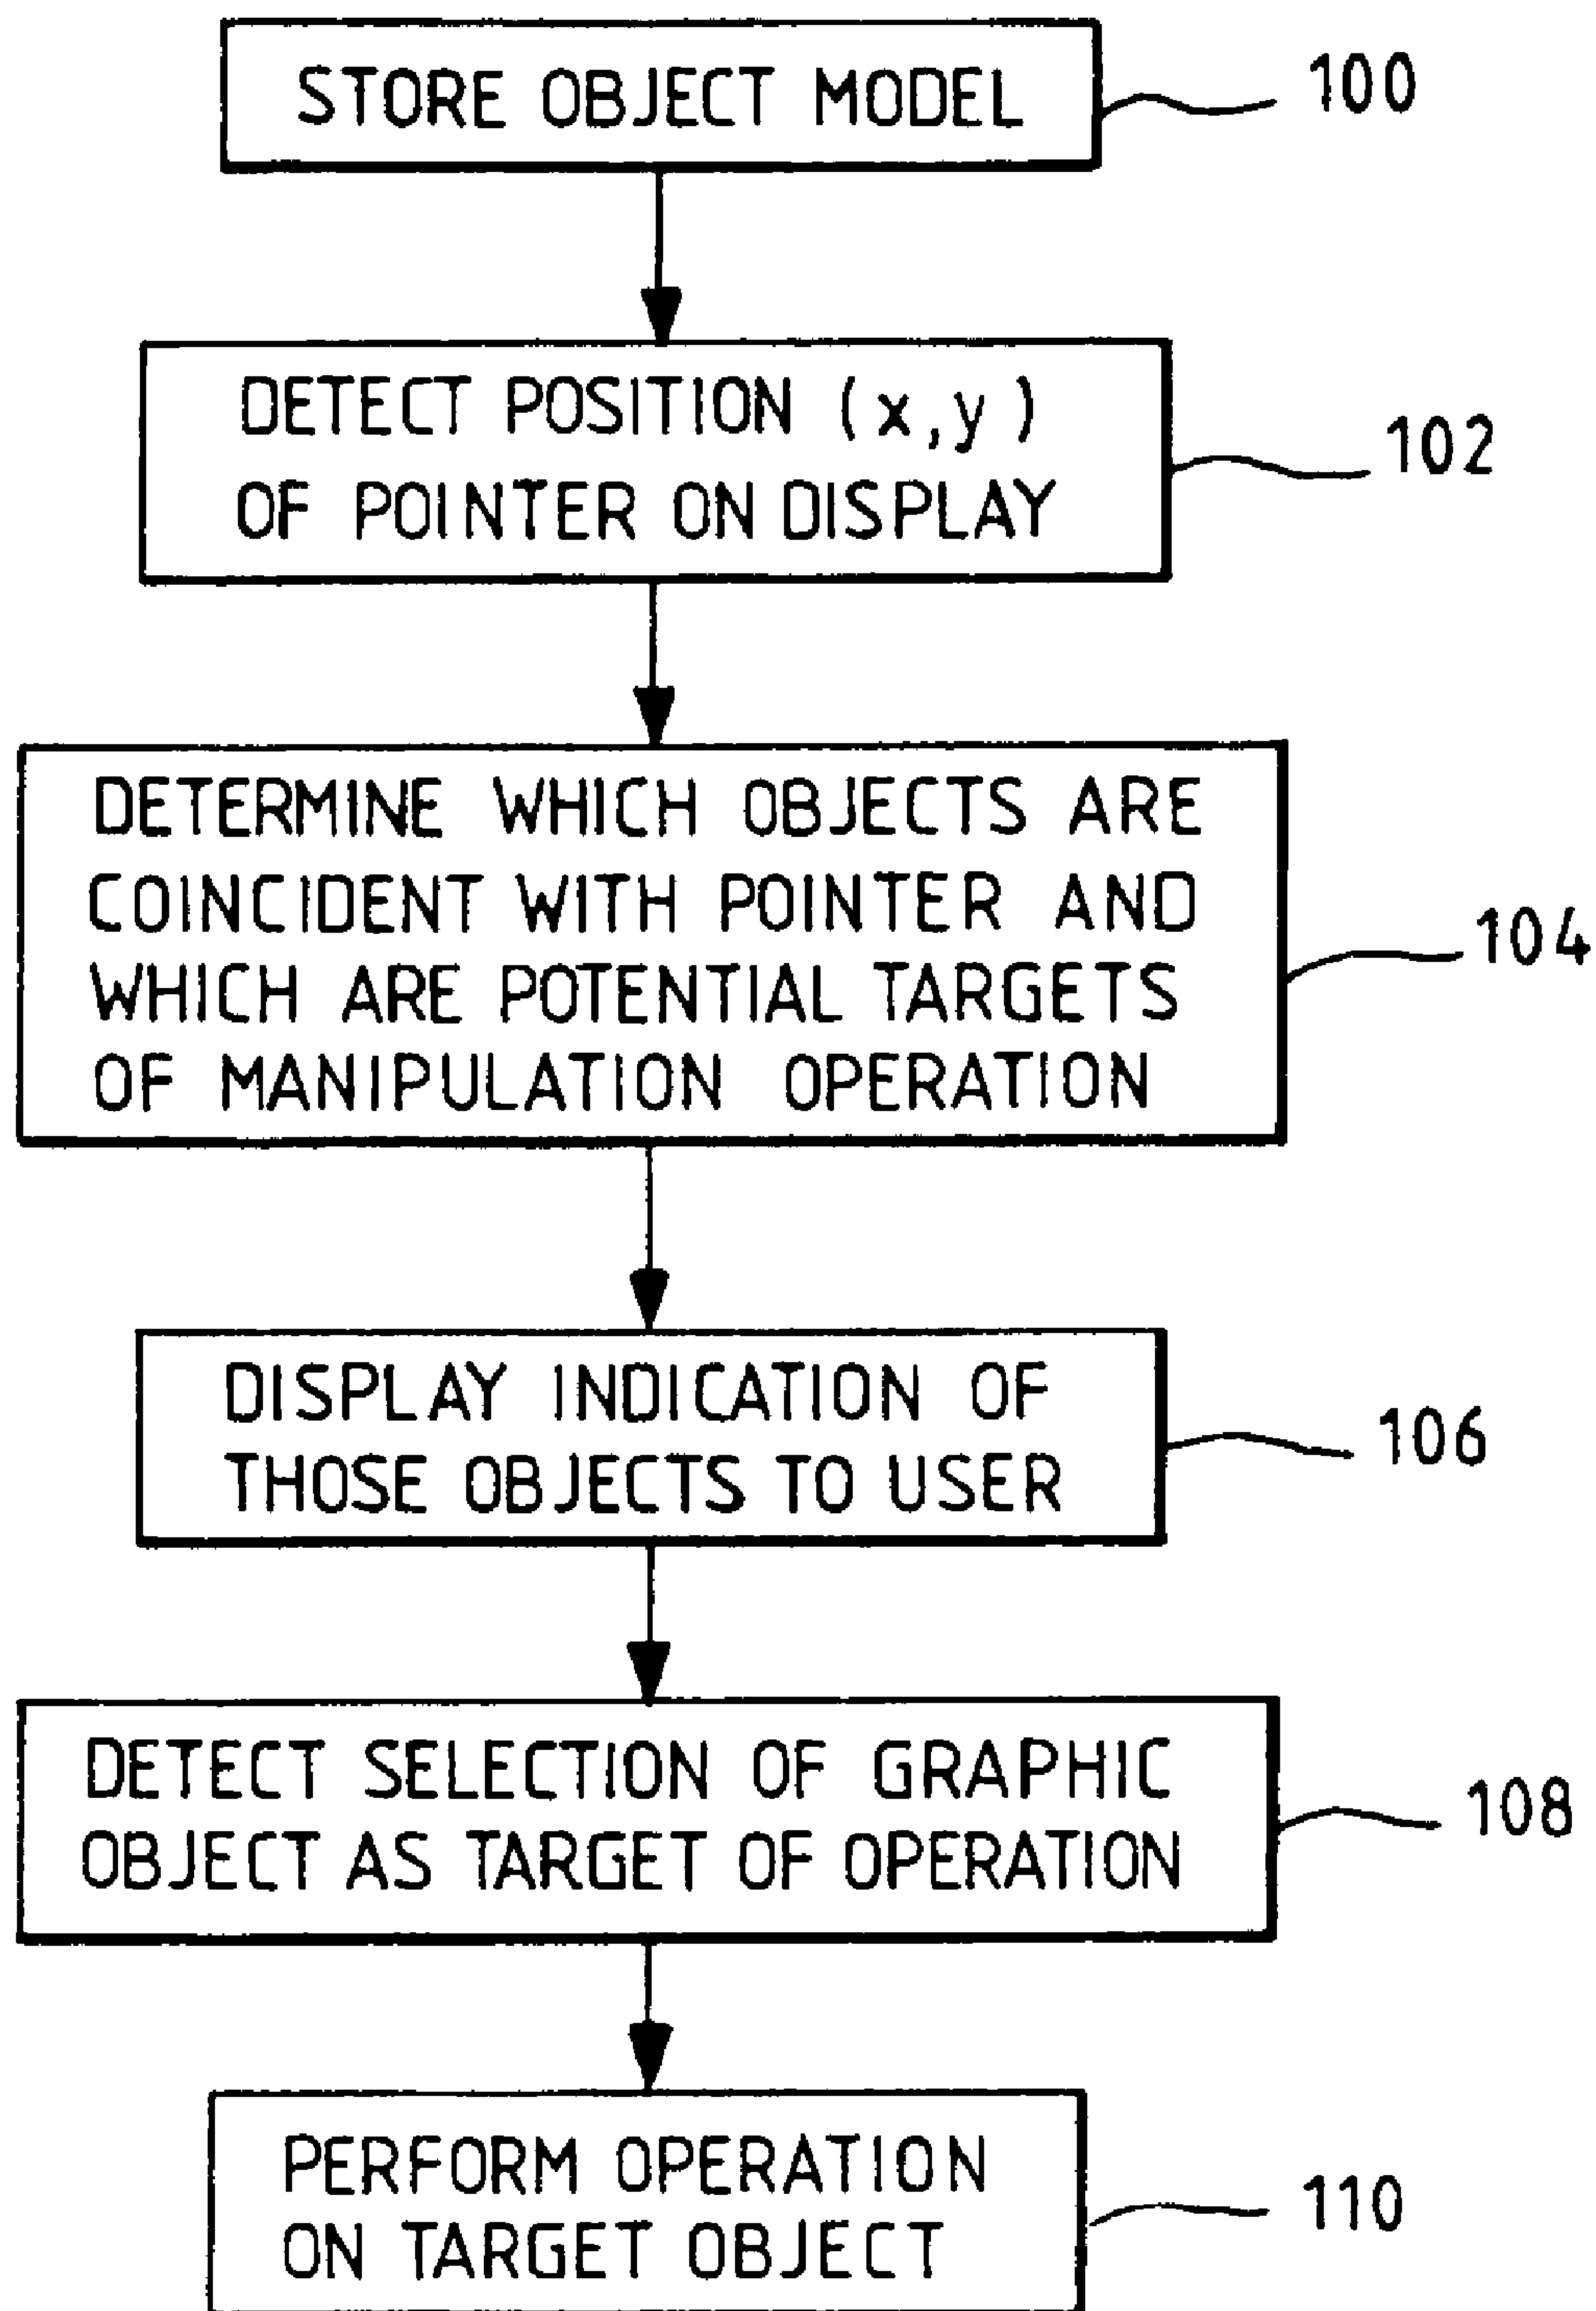 STORE OBJECT MODEL
100
DETECT POSITION (x,y)
OF POINTER ON DISPLAY
102
DETERMINE WHICH OBJECTS ARE
COINCIDENT WITH POINTER AND
WHICH ARE POTENTIAL TARGETS
OF MANIPULATION OPERATION
104
DISPLAY INDICATION OF
THOSE OBJECTS TO USER
106
DETECT SELECTION OF GRAPHIC
OBJECT AS TARGET OF OPERATION
108
PERFORM OPERATION
ON TARGET OBJECT
110